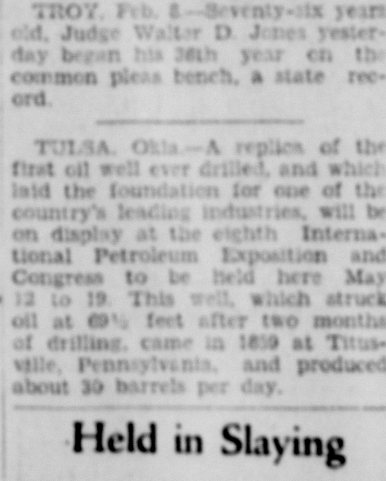 TROY, Feb. 8.—Seventy-six years
old, Judge Walter D. Jones yester-
day began his 36th year on the
common pleas bench, a state rec-
ord.
TULSA, Okla.—A replica of the
first oil well ever drilled, and which
laid the foundation for one of the
country's leading industries, will be
on display at the eighth Interna-
tional Petroleum Exposition and
Congress to be held here May
12 to 19. This well, which struck
oil at 69½ feet after two months
of drilling, came in 1859 at Titus-
ville, Pennsylvania, and produced
about 30 barrels per day.
Held in Slaying